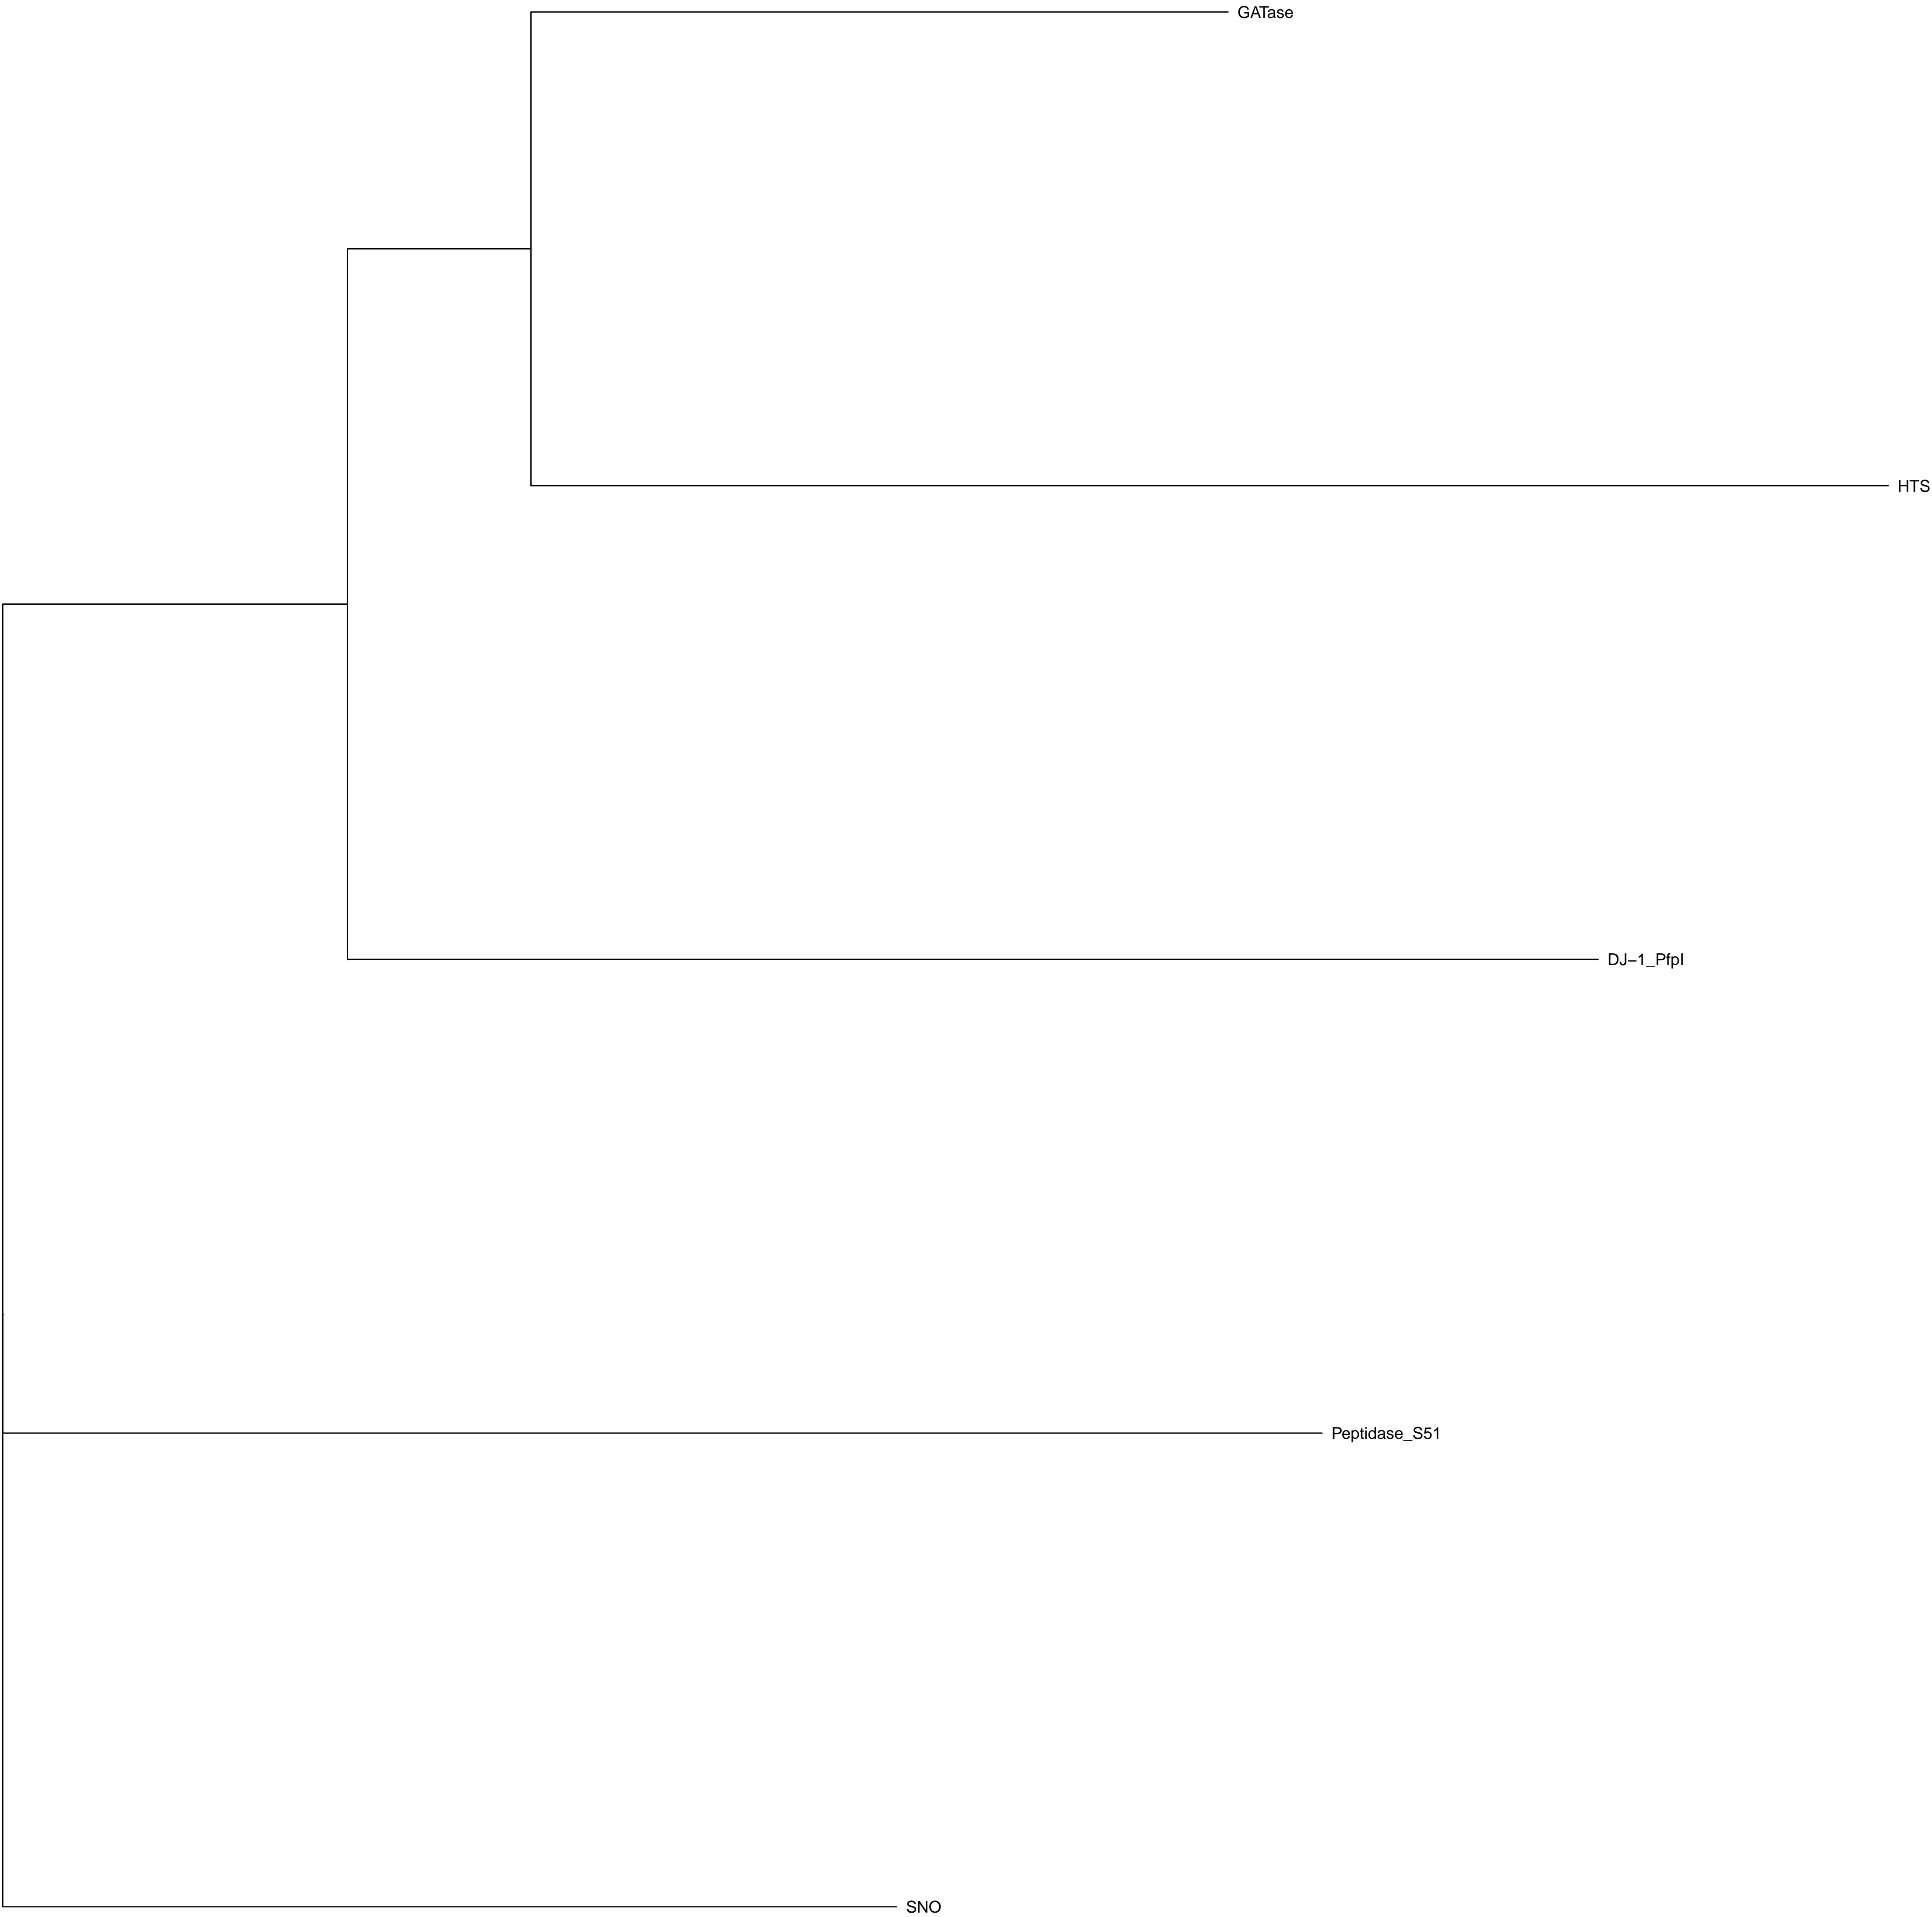 GATase
HTS
DJ−1_PfpI
Peptidase_S51
SNO